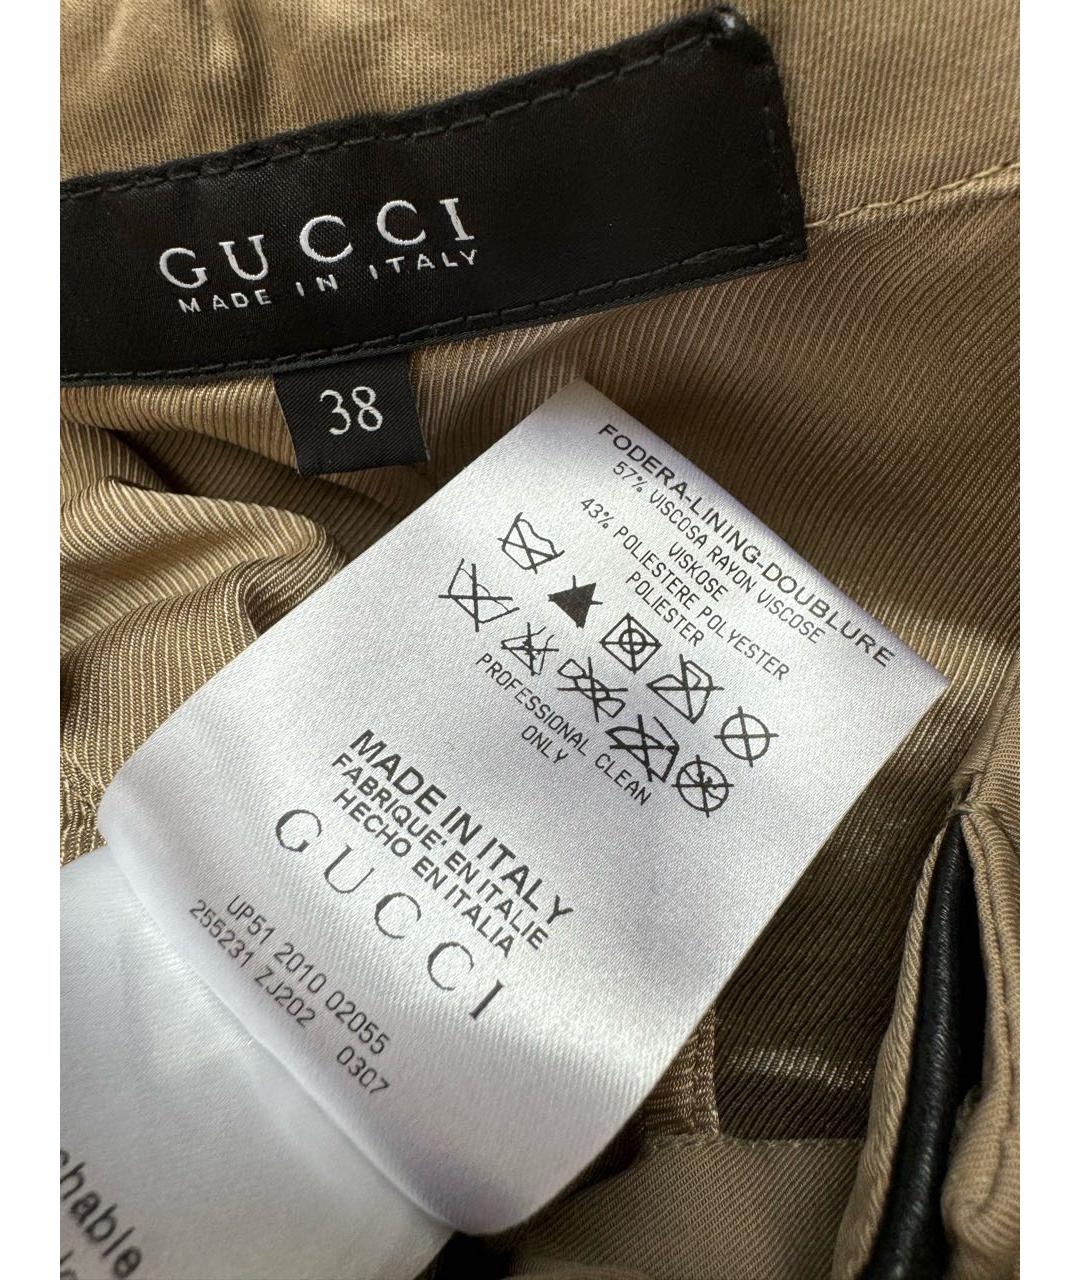 GUCCI
MADE IN ITALY
38
FODERA-LINING-DOUBLURE
57% VISCOSA RAYON VISCOSE
VISKOSE
43% POLIESTERE POLYESTER
POLIESTER
PROFESSIONAL CLEAN
ONLY
MADE IN ITALY
FABRIQUE' EN ITALIE
HECHO EN ITALIA
GUCCI
UP51 2010 02055
255231 ZJ202 0307